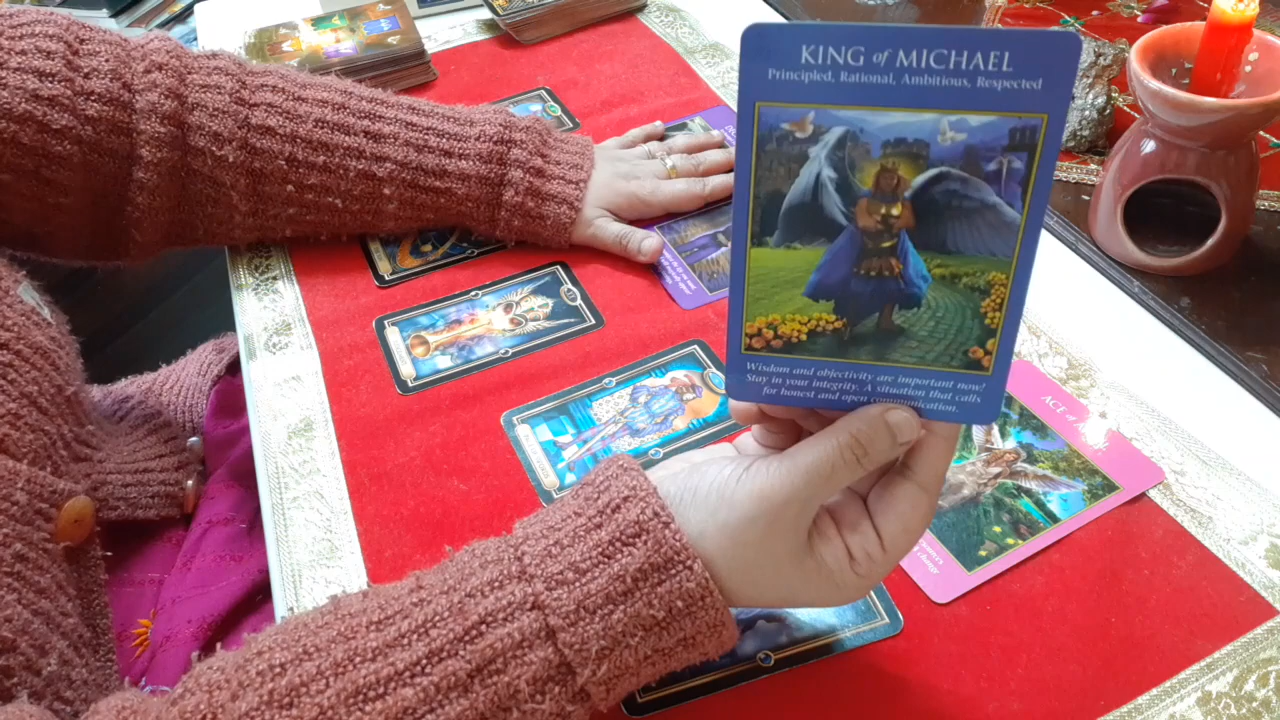 KING of MICHAEL
Principled, Rational, Ambitious, Respected
Wisdom and objectivity are important now!
Stay in your integrity. A situation that calls
for honest and open communication.
ACE of